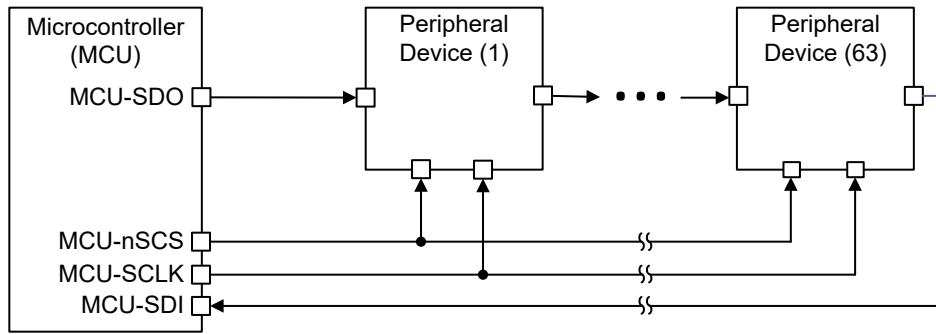 Microcontroller
(MCU)
MCU-SDO
MCU-nSCS
MCU-SCLK
MCU-SDI
Peripheral
Device (1)
Peripheral
Device (63)